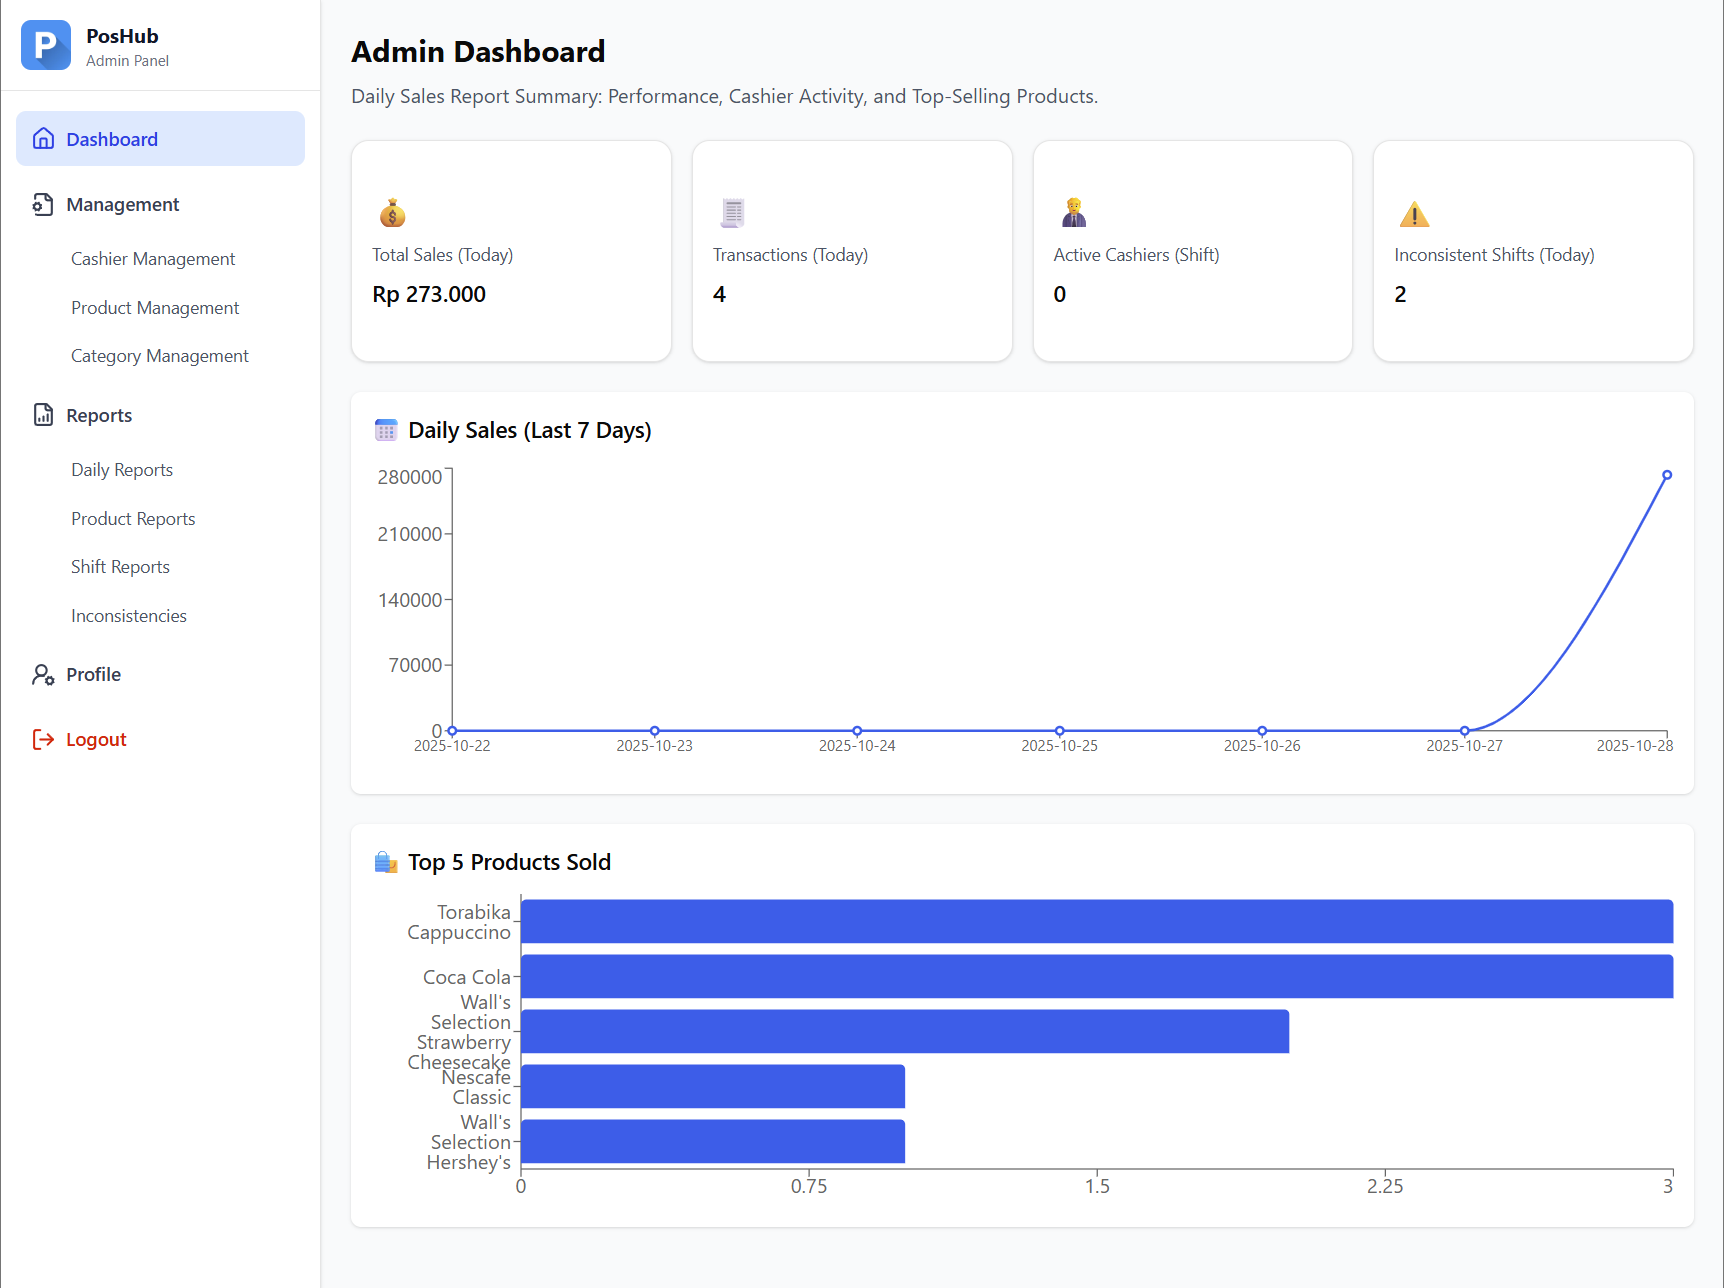 P
PosHub
Admin Panel
Dashboard
Management
Cashier Management
Product Management
Category Management
Reports
Daily Reports
Product Reports
Shift Reports
Inconsistencies
Profile
Logout
Admin Dashboard
Daily Sales Report Summary: Performance, Cashier Activity, and Top-Selling Products.
Total Sales (Today)
Rp 273.000
Transactions (Today)
4
Active Cashiers (Shift)
0
Inconsistent Shifts (Today)
2
Daily Sales (Last 7 Days)
280000
210000
140000
70000
0
2025-10-22 2025-10-23 2025-10-24 2025-10-25 2025-10-26 2025-10-27 2025-10-28
Top 5 Products Sold
Torabika
Cappuccino
Coca Cola
Wall's
Selection
Strawberry
Cheesecake
Nescafe
Classic
Wall's
Selection
Hershey's
0 0.75 1.5 2.25 3